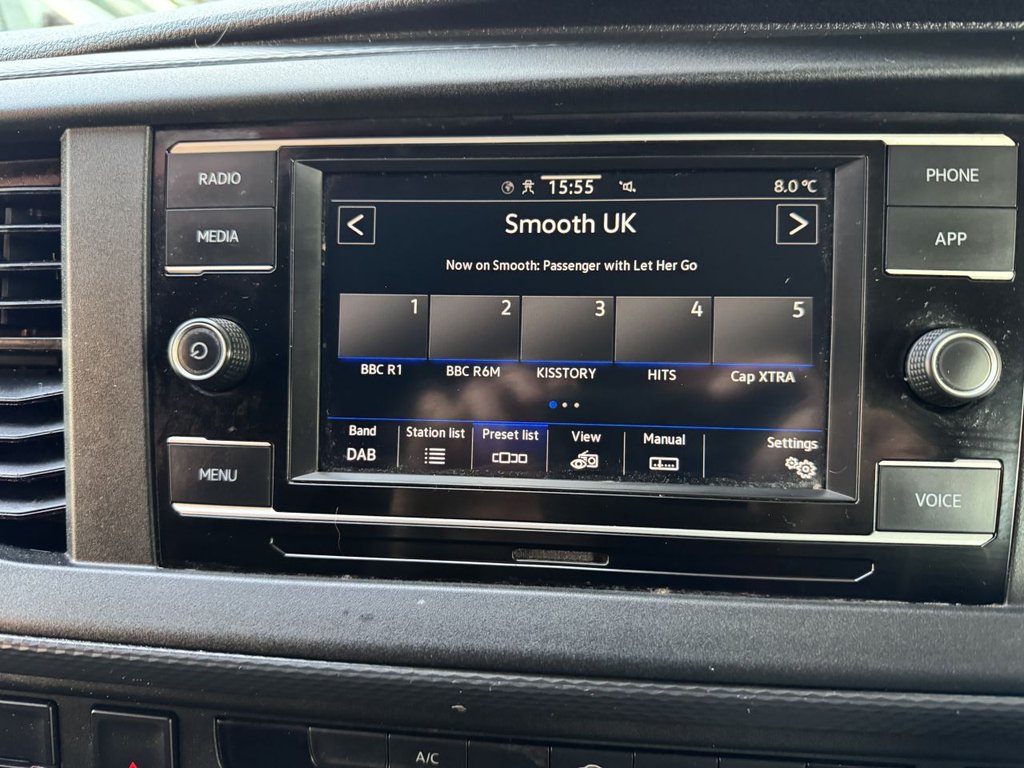 RADIO
MEDIA
MENU
15:55
8.0 °C
<
Smooth UK
>
Now on Smooth: Passenger with Let Her Go
1 2 3 4 5
BBC R1 BBC R6M KISSTORY HITS Cap XTRA
Band Station list Preset list View Manual Settings
DAB
PHONE
APP
VOICE
A/C